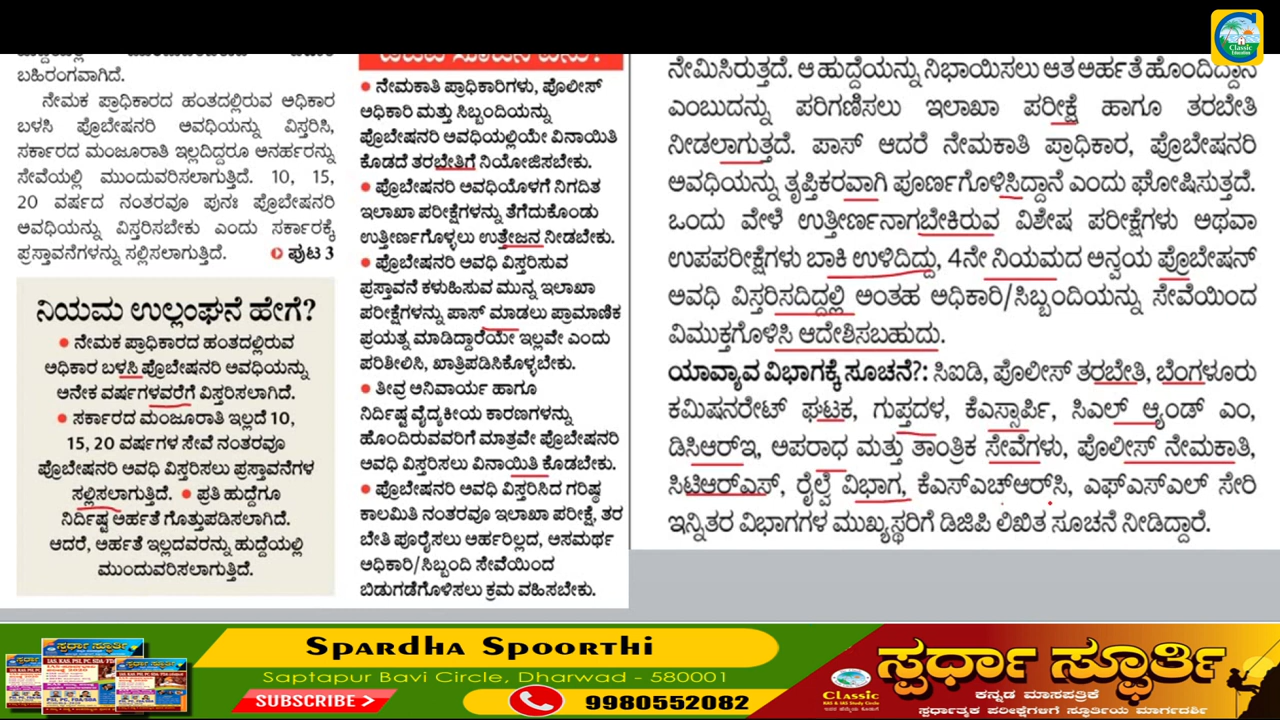 ಬಹಿರಂಗವಾಗಿದೆ.
ನೇಮಕ ಪ್ರಾಧಿಕಾರದ ಹಂತದಲ್ಲಿರುವ ಅಧಿಕಾರ
ಬಳಸಿ ಪ್ರೊಬೇಷನರಿ ಅವಧಿಯನ್ನು ವಿಸ್ತರಿಸಿ,
ಸರ್ಕಾರದ ಮಂಜೂರಾತಿ ಇಲ್ಲದಿದ್ದರೂ ಅನರ್ಹರನ್ನು
ಸೇವೆಯಲ್ಲಿ ಮುಂದುವರಿಸಲಾಗುತ್ತಿದೆ. 10, 15,
20 ವರ್ಷದ ನಂತರವೂ ಪುನಃ ಪ್ರೊಬೇಷನರಿ
ಅವಧಿಯನ್ನು ವಿಸ್ತರಿಸಬೇಕು ಎಂದು ಸರ್ಕಾರಕ್ಕೆ
ಪ್ರಸ್ತಾವನೆಗಳನ್ನು ಸಲ್ಲಿಸಲಾಗುತ್ತಿದೆ. ಪುಟ 3
ನಿಯಮ ಉಲ್ಲಂಘನೆ ಹೇಗೆ?
● ನೇಮಕ ಪ್ರಾಧಿಕಾರದ ಹಂತದಲ್ಲಿರುವ
ಅಧಿಕಾರ ಬಳಸಿ ಪ್ರೊಬೇಷನರಿ ಅವಧಿಯನ್ನು
ಅನೇಕ ವರ್ಷಗಳವರೆಗೆ ವಿಸ್ತರಿಸಲಾಗಿದೆ.
● ಸರ್ಕಾರದ ಮಂಜೂರಾತಿ ಇಲ್ಲದೆ 10,
15, 20 ವರ್ಷಗಳ ಸೇವೆ ನಂತರವೂ
ಪ್ರೊಬೇಷನರಿ ಅವಧಿ ವಿಸ್ತರಿಸಲು ಪ್ರಸ್ತಾವನೆಗಳ
ಸಲ್ಲಿಸಲಾಗುತ್ತಿದೆ. ● ಪ್ರತಿ ಹುದ್ದೆಗೂ
ನಿರ್ದಿಷ್ಟ ಅರ್ಹತೆ ಗೊತ್ತುಪಡಿಸಲಾಗಿದೆ.
ಆದರೆ, ಅರ್ಹತೆ ಇಲ್ಲದವರನ್ನು ಹುದ್ದೆಯಲ್ಲಿ
ಮುಂದುವರಿಸಲಾಗುತ್ತಿದೆ.
● ನೇಮಕಾತಿ ಪ್ರಾಧಿಕಾರಿಗಳು, ಪೊಲೀಸ್
ಅಧಿಕಾರಿ ಮತ್ತು ಸಿಬ್ಬಂದಿಯನ್ನು
ಪ್ರೊಬೇಷನರಿ ಅವಧಿಯಲ್ಲಿಯೇ ವಿನಾಯಿತಿ
ಕೊಡದೆ ತರಬೇತಿಗೆ ನಿಯೋಜಿಸಬೇಕು.
● ಪ್ರೊಬೇಷನರಿ ಅವಧಿಯೊಳಗೆ ನಿಗದಿತ
ಇಲಾಖಾ ಪರೀಕ್ಷೆಗಳನ್ನು ತೆಗೆದುಕೊಂಡು
ಉತ್ತೀರ್ಣಗೊಳ್ಳಲು ಉತ್ತೇಜನ ನೀಡಬೇಕು.
● ಪ್ರೊಬೇಷನರಿ ಅವಧಿ ವಿಸ್ತರಿಸುವ
ಪ್ರಸ್ತಾವನೆ ಕಳುಹಿಸುವ ಮುನ್ನ ಇಲಾಖಾ
ಪರೀಕ್ಷೆಗಳನ್ನು ಪಾಸ್ ಮಾಡಲು ಪ್ರಾಮಾಣಿಕ
ಪ್ರಯತ್ನ ಮಾಡಿದ್ದಾರೆಯೇ ಇಲ್ಲವೇ ಎಂದು
ಪರಿಶೀಲಿಸಿ, ಖಾತ್ರಿಪಡಿಸಿಕೊಳ್ಳಬೇಕು.
● ತೀವ್ರ ಅನಿವಾರ್ಯ ಹಾಗೂ
ನಿರ್ದಿಷ್ಟ ವೈದ್ಯಕೀಯ ಕಾರಣಗಳನ್ನು
ಹೊಂದಿರುವವರಿಗೆ ಮಾತ್ರವೇ ಪ್ರೊಬೇಷನರಿ
ಅವಧಿ ವಿಸ್ತರಿಸಲು ವಿನಾಯಿತಿ ಕೊಡಬೇಕು.
● ಪ್ರೊಬೇಷನರಿ ಅವಧಿ ವಿಸ್ತರಿಸಿದ ಗರಿಷ್ಠ
ಕಾಲಮಿತಿ ನಂತರವೂ ಇಲಾಖಾ ಪರೀಕ್ಷೆ, ತರ
ಬೇತಿ ಪೂರೈಸಲು ಅರ್ಹರಿಲ್ಲದ, ಅಸಮರ್ಥ
ಅಧಿಕಾರಿ/ಸಿಬ್ಬಂದಿ ಸೇವೆಯಿಂದ
ಬಿಡುಗಡೆಗೊಳಿಸಲು ಕ್ರಮ ವಹಿಸಬೇಕು.
ನೇಮಿಸಿರುತ್ತದೆ. ಆ ಹುದ್ದೆಯನ್ನು ನಿಭಾಯಿಸಲು ಆತ ಅರ್ಹತೆ ಹೊಂದಿದ್ದಾನೆ
ಎಂಬುದನ್ನು ಪರಿಗಣಿಸಲು ಇಲಾಖಾ ಪರೀಕ್ಷೆ ಹಾಗೂ ತರಬೇತಿ
ನೀಡಲಾಗುತ್ತದೆ. ಪಾಸ್ ಆದರೆ ನೇಮಕಾತಿ ಪ್ರಾಧಿಕಾರ, ಪ್ರೊಬೇಷನರಿ
ಅವಧಿಯನ್ನು ತೃಪ್ತಿಕರವಾಗಿ ಪೂರ್ಣಗೊಳಿಸಿದ್ದಾನೆ ಎಂದು ಘೋಷಿಸುತ್ತದೆ.
ಒಂದು ವೇಳೆ ಉತ್ತೀರ್ಣನಾಗಬೇಕಿರುವ ವಿಶೇಷ ಪರೀಕ್ಷೆಗಳು ಅಥವಾ
ಉಪಪರೀಕ್ಷೆಗಳು ಬಾಕಿ ಉಳಿದಿದ್ದು, 4ನೇ ನಿಯಮದ ಅನ್ವಯ ಪ್ರೊಬೇಷನ್
ಅವಧಿ ವಿಸ್ತರಿಸದಿದ್ದಲ್ಲಿ ಅಂತಹ ಅಧಿಕಾರಿ/ಸಿಬ್ಬಂದಿಯನ್ನು ಸೇವೆಯಿಂದ
ವಿಮುಕ್ತಗೊಳಿಸಿ ಆದೇಶಿಸಬಹುದು.
ಯಾವ್ಯಾವ ವಿಭಾಗಕ್ಕೆ ಸೂಚನೆ?: ಸಿಐಡಿ, ಪೊಲೀಸ್ ತರಬೇತಿ, ಬೆಂಗಳೂರು
ಕಮಿಷನರೇಟ್ ಘಟಕ, ಗುಪ್ತದಳ, ಕೆಎಸ್ಸಾರ್ಪಿ, ಸಿಎಲ್ ಆ್ಯಂಡ್ ಎಂ,
ಡಿಸಿಆರ್‌ಇ, ಅಪರಾಧ ಮತ್ತು ತಾಂತ್ರಿಕ ಸೇವೆಗಳು, ಪೊಲೀಸ್ ನೇಮಕಾತಿ,
ಸಿಟಿಆರ್‌ಎಸ್, ರೈಲ್ವೆ ವಿಭಾಗ, ಕೆಎಸ್‌ಎಚ್‌ಆರ್‌ಸಿ, ಎಫ್‌ಎಸ್‌ಎಲ್ ಸೇರಿ
ಇನ್ನಿತರ ವಿಭಾಗಗಳ ಮುಖ್ಯಸ್ಥರಿಗೆ ಡಿಜಿಪಿ ಲಿಖಿತ ಸೂಚನೆ ನೀಡಿದ್ದಾರೆ.
Classic
Education
ಸ್ಪರ್ಧಾ ಸ್ಫೂರ್ತಿ
Spardha Spoorthi
Saptapur Bavi Circle, Dharwad - 580001
SUBSCRIBE
9980552082
Classic
KAS & IAS Study Circle
ಸ್ಪರ್ಧಾ ಸ್ಫೂರ್ತಿ
ಕನ್ನಡ ಮಾಸಪತ್ರಿಕೆ
ಸ್ಪರ್ಧಾತ್ಮಕ ಪರೀಕ್ಷೆಗಳಿಗೆ ಸ್ಫೂರ್ತಿಯ ಮಾರ್ಗದರ್ಶಿ